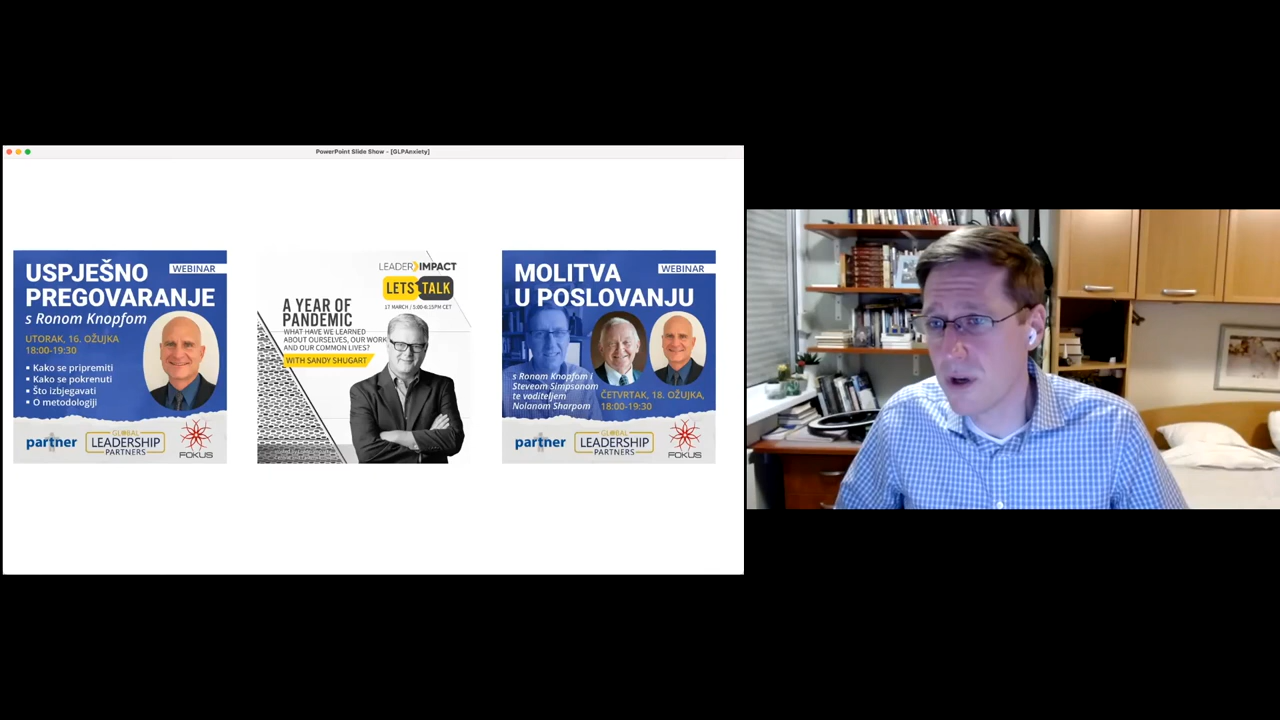 PowerPoint Slide Show – [GLPAnxiety]
USPJEŠNO
WEBINAR
PREGOVARANJE
s Ronom Knopfom
UTORAK, 16. OŽUJKA
18:00-19:30
▪ Kako se pripremiti
▪ Kako se pokrenuti
▪ Što izbjegavati
▪ O metodologiji
partner
GLOBAL
LEADERSHIP
PARTNERS
FOKUS
LEADER IMPACT
LETS TALK
17 MARCH / 5:00-6:15PM CET
A YEAR OF
PANDEMIC
WHAT HAVE WE LEARNED
ABOUT OURSELVES, OUR WORK
AND OUR COMMON LIVES?
WITH SANDY SHUGART
MOLITVA
WEBINAR
U POSLOVANJU
s Ronom Knopfom i
Steveom Simpsonom
te voditeljem
Nolanom Sharpom
ČETVRTAK, 18. OŽUJKA,
18:00-19:30
partner
GLOBAL
LEADERSHIP
PARTNERS
FOKUS